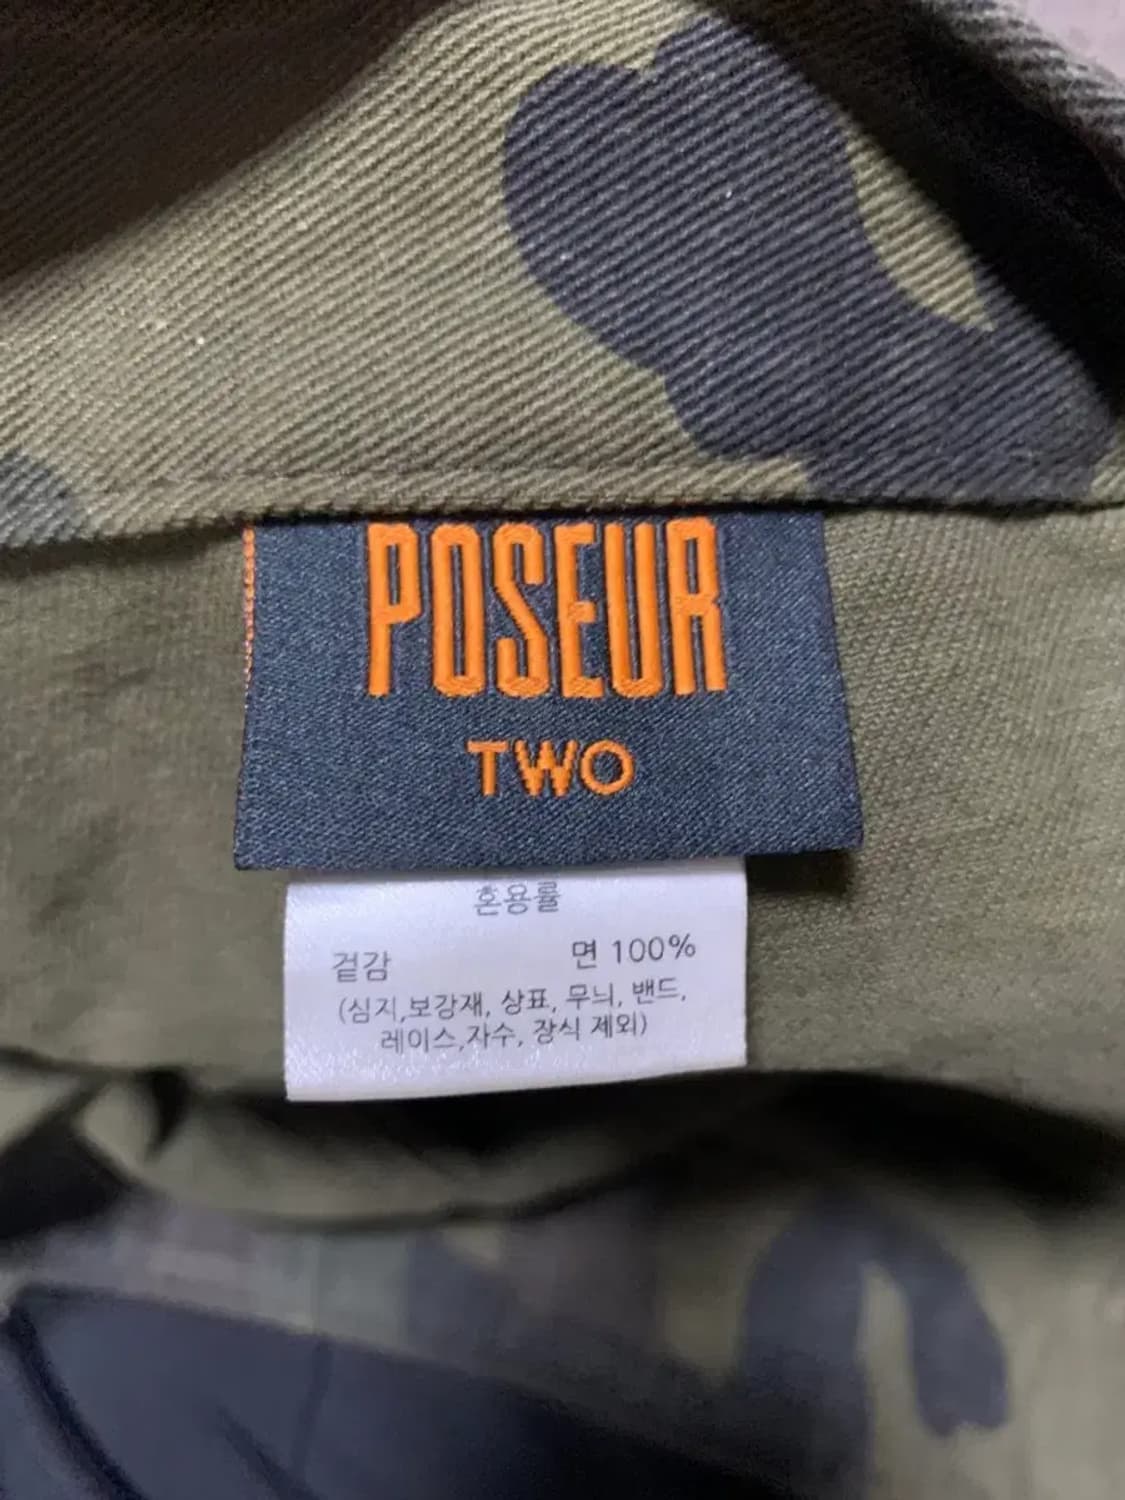 POSEUR
TWO
혼용률
겉감 면 100%
(심지,보강재, 상표, 무늬, 밴드,
레이스,자수, 장식 제외)